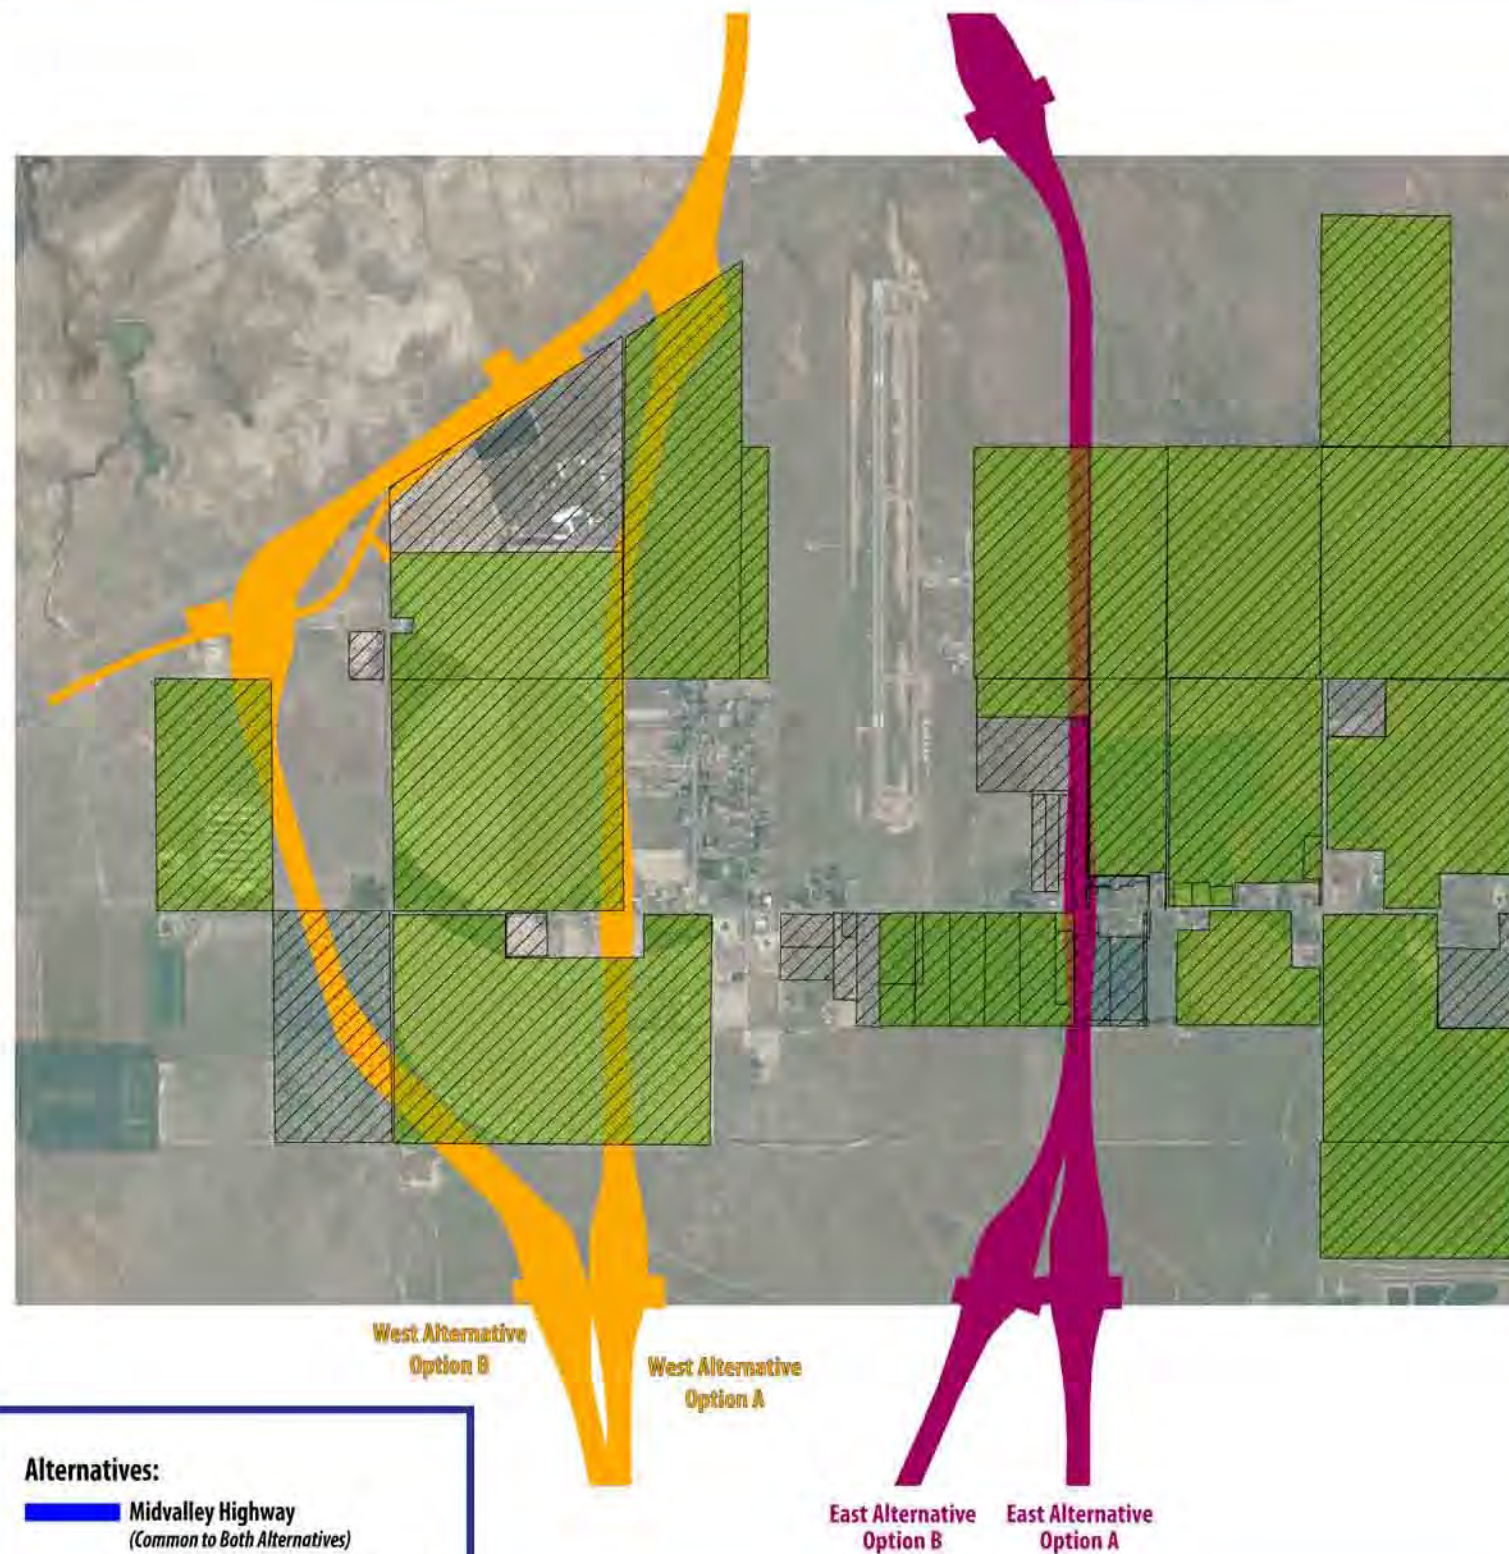 West Alternative
Option B
West Alternative
Option A
East Alternative
Option B
East Alternative
Option A
Alternatives:
Midvalley Highway
(Common to Both Alternatives)